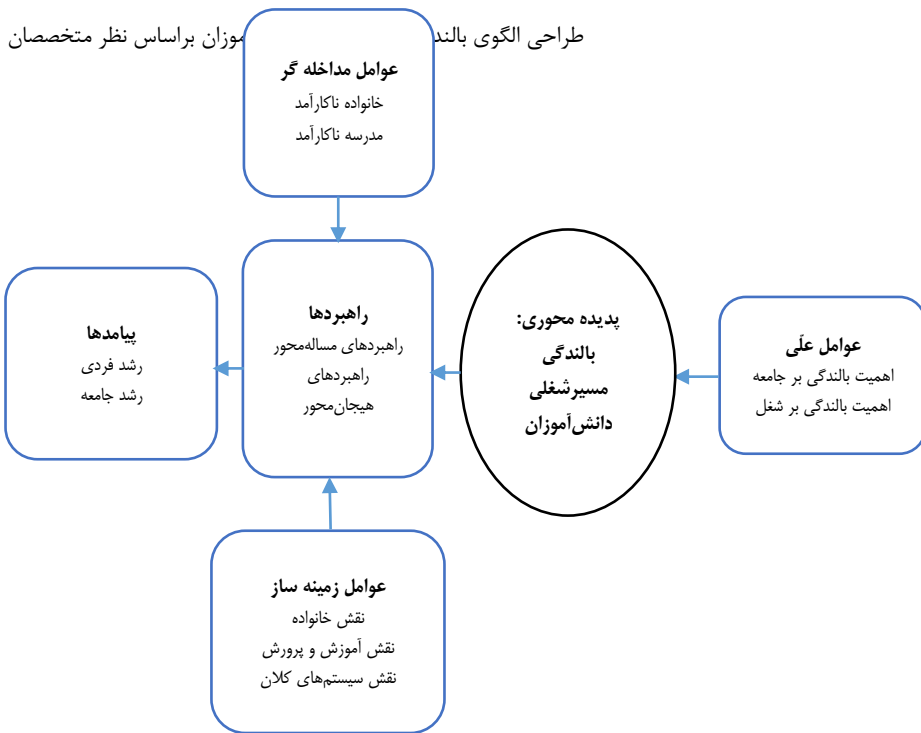 طراحی الگوی بالند
موزان براساس نظر متخصصان
عوامل مداخله گر
خانواده ناکارآمد
مدرسه ناکارآمد
عوامل علّی
اهمیت بالندگی بر جامعه
اهمیت بالندگی بر شغل
پدیده محوری:
بالندگی
مسیرشغلی
دانش‌آموزان
راهبردها
راهبردهای مساله‌محور
راهبردهای
هیجان‌محور
پیامدها
رشد فردی
رشد جامعه
عوامل زمینه ساز
نقش خانواده
نقش آموزش و پرورش
نقش سیستم‌های کلان